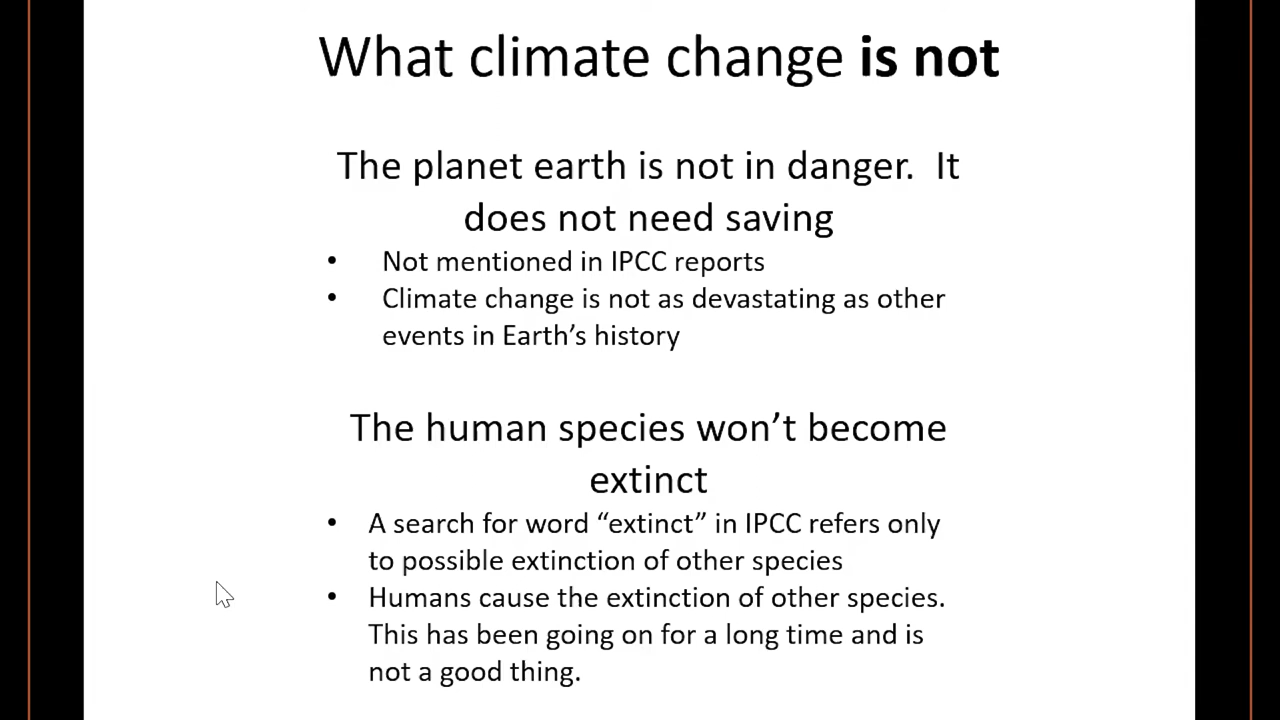 What climate change is not
The planet earth is not in danger.  It
does not need saving
• Not mentioned in IPCC reports
• Climate change is not as devastating as other
events in Earth’s history
The human species won’t become
extinct
• A search for word “extinct” in IPCC refers only
to possible extinction of other species
• Humans cause the extinction of other species.
This has been going on for a long time and is
not a good thing.